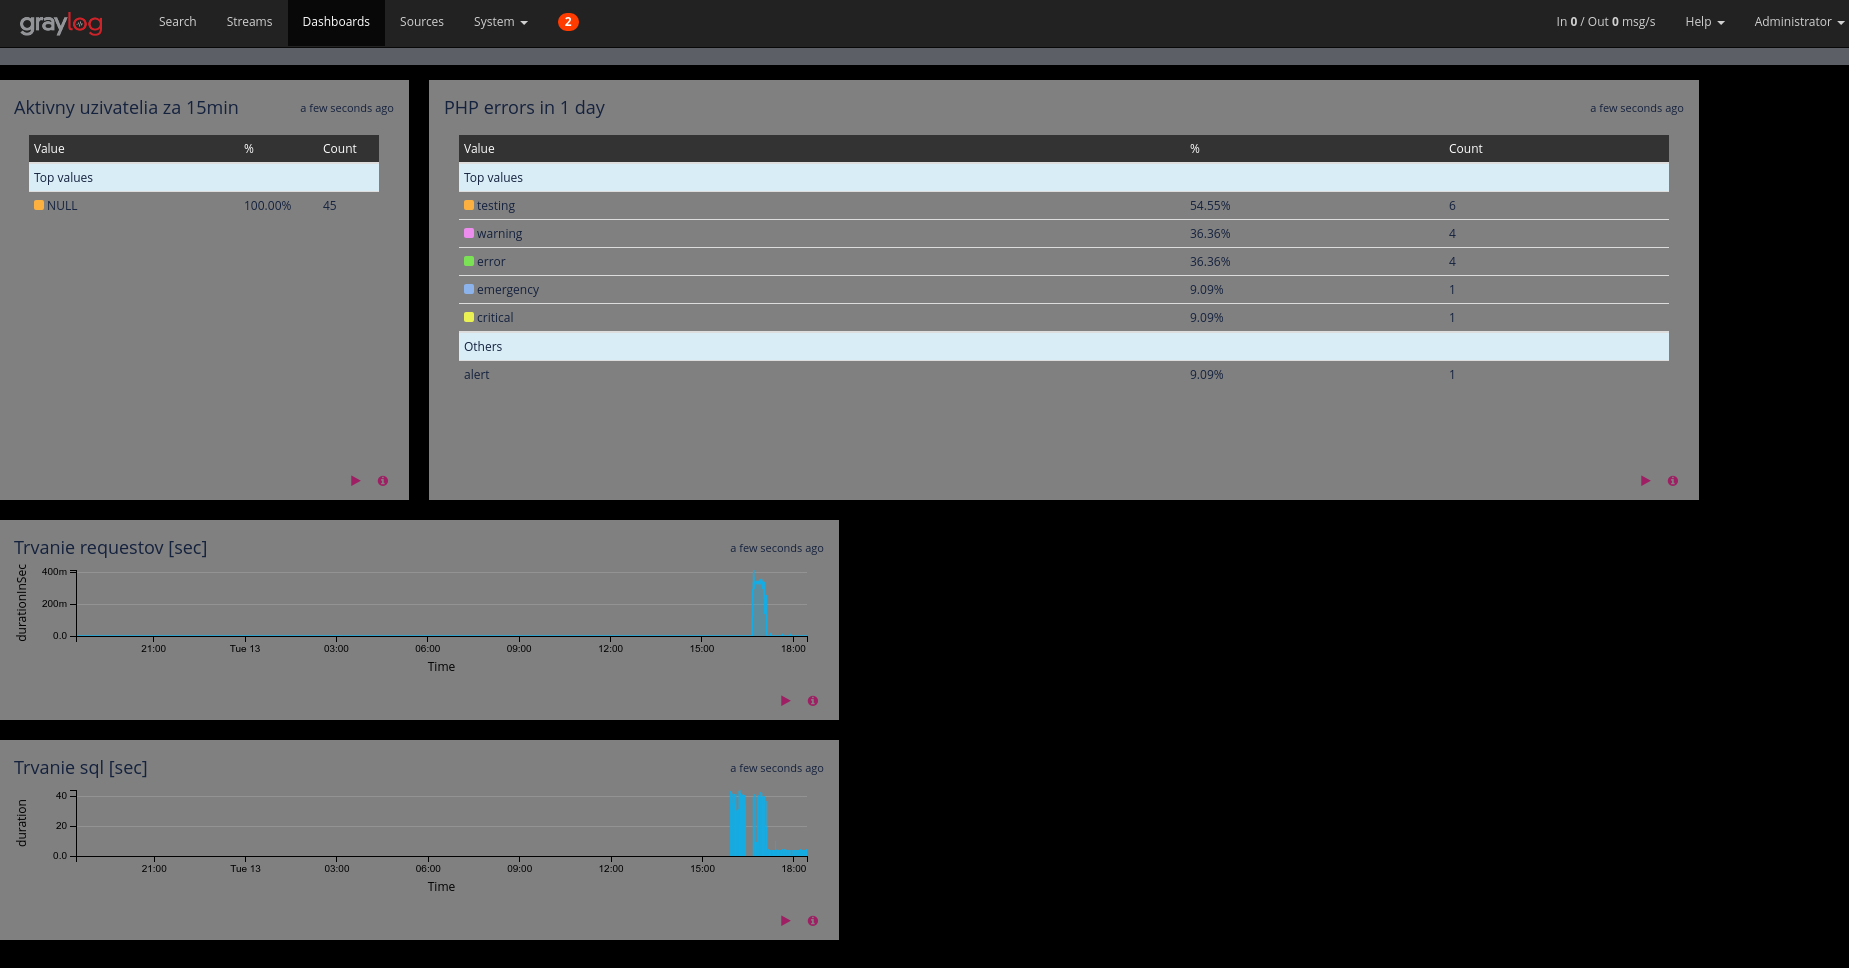 graylog Search Streams Dashboards Sources System 2 In 0 / Out 0 msg/s Help Administrator
Aktivny uzivatelia za 15min a few seconds ago
Value % Count
Top values
NULL 100.00% 45
PHP errors in 1 day a few seconds ago
Value % Count
Top values
testing 54.55% 6
warning 36.36% 4
error 36.36% 4
emergency 9.09% 1
critical 9.09% 1
Others
alert 9.09% 1
Trvanie requestov [sec] a few seconds ago
durationInSec
400m
200m
0.0
21:00 Tue 13 03:00 06:00 09:00 12:00 15:00 18:00
Time
Trvanie sql [sec] a few seconds ago
duration
40
20
0.0
21:00 Tue 13 03:00 06:00 09:00 12:00 15:00 18:00
Time